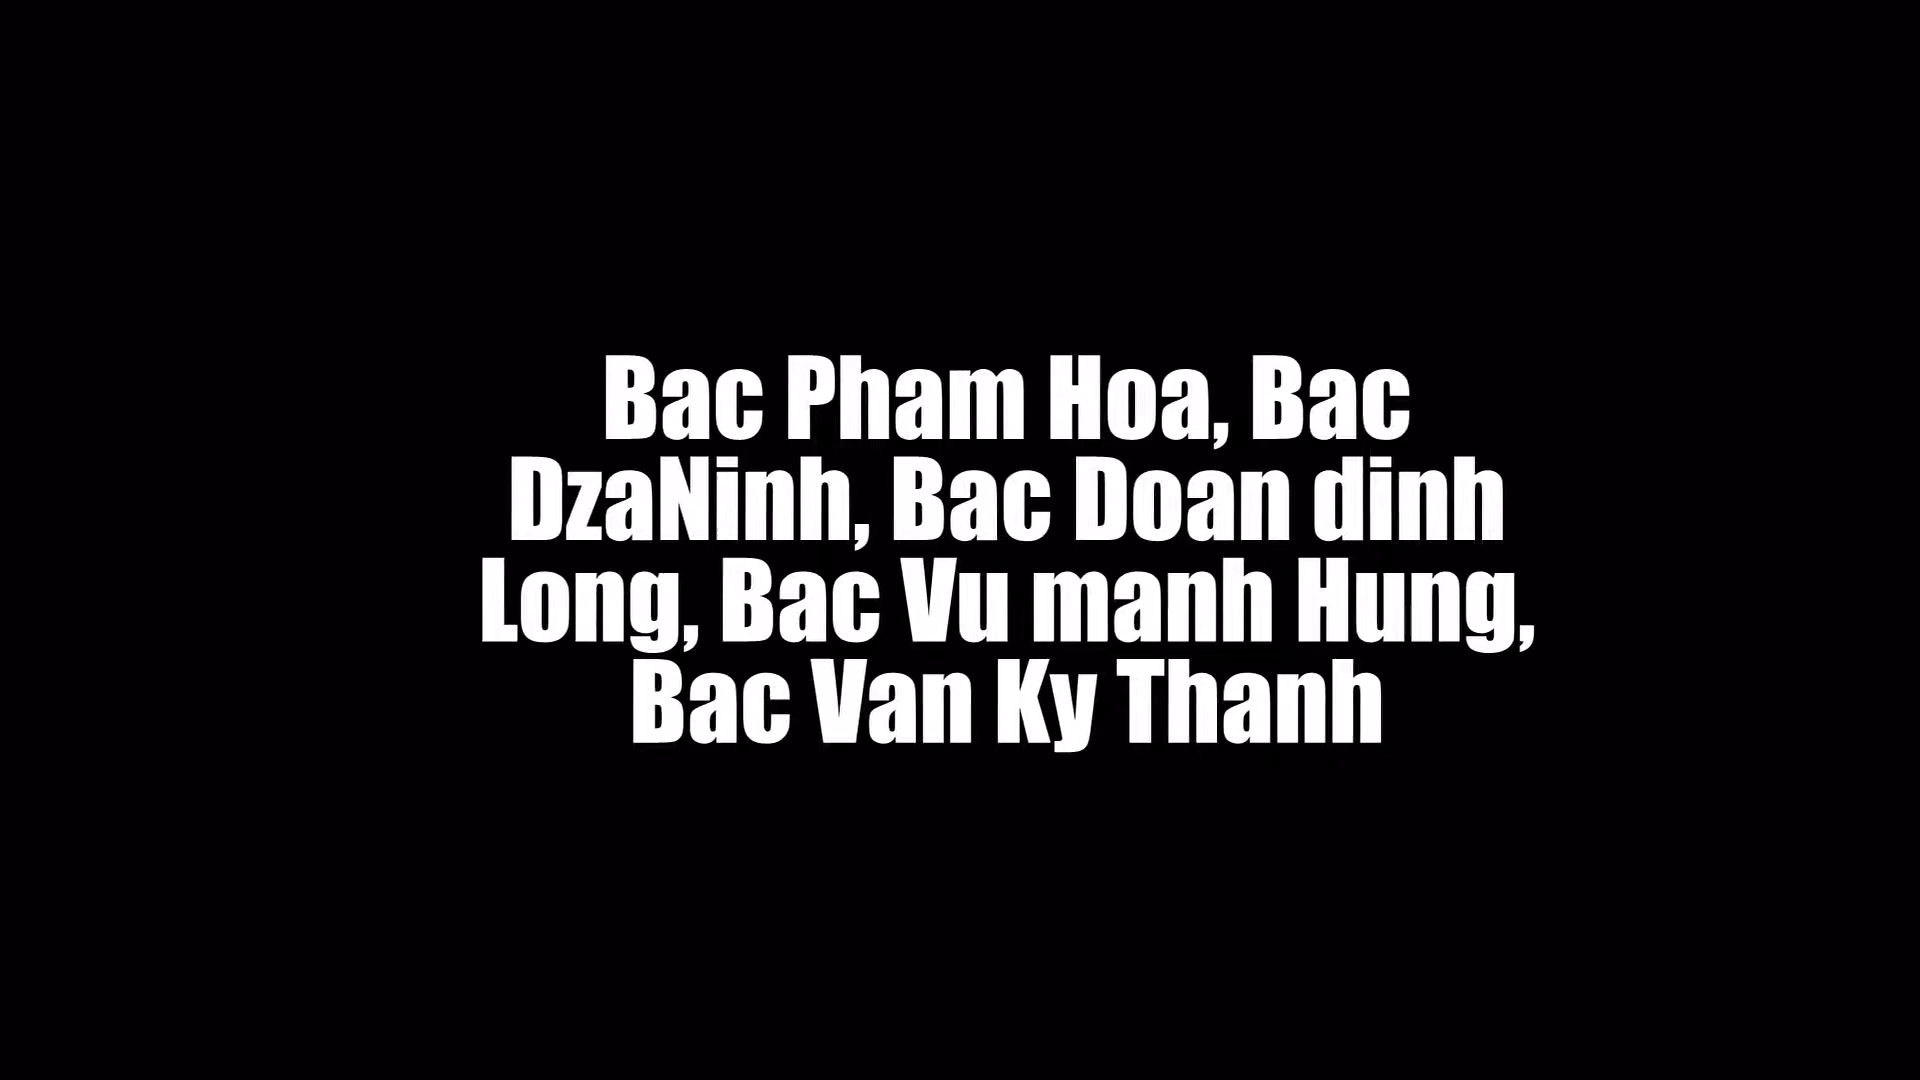 Bac Pham Hoa, Bac
DzaNinh, Bac Doan dinh
Long, Bac Vu manh Hung,
Bac Van Ky Thanh